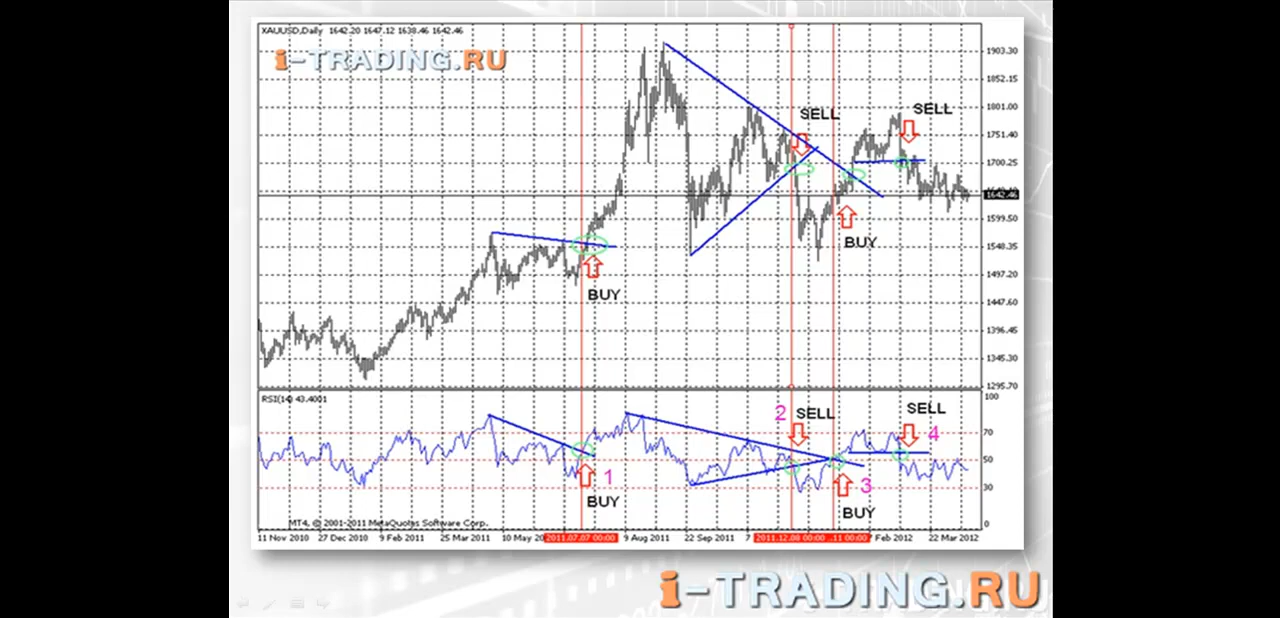 XAUUSD,Daily 1642.20 1647.12 1638.46 1642.46
i-TRADING.RU
1903.30
1852.15
1801.00
1751.40
1700.25
1642.46
1599.50
1548.35
1497.20
1447.60
1396.45
1345.30
1295.70
SELL
SELL
BUY
BUY
RSI(14) 43.4001
100
70
50
30
0
2 SELL
SELL
4
1
3
BUY
BUY
MT4, © 2001-2011 MetaQuotes Software Corp.
11 Nov 2010 27 Dec 2010 9 Feb 2011 25 Mar 2011 10 May 20 2011.07.07 00:00 9 Aug 2011 22 Sep 2011 7 2011.12.08 00:00 .11 00:00 7 Feb 2012 22 Mar 2012
i-TRADING.RU